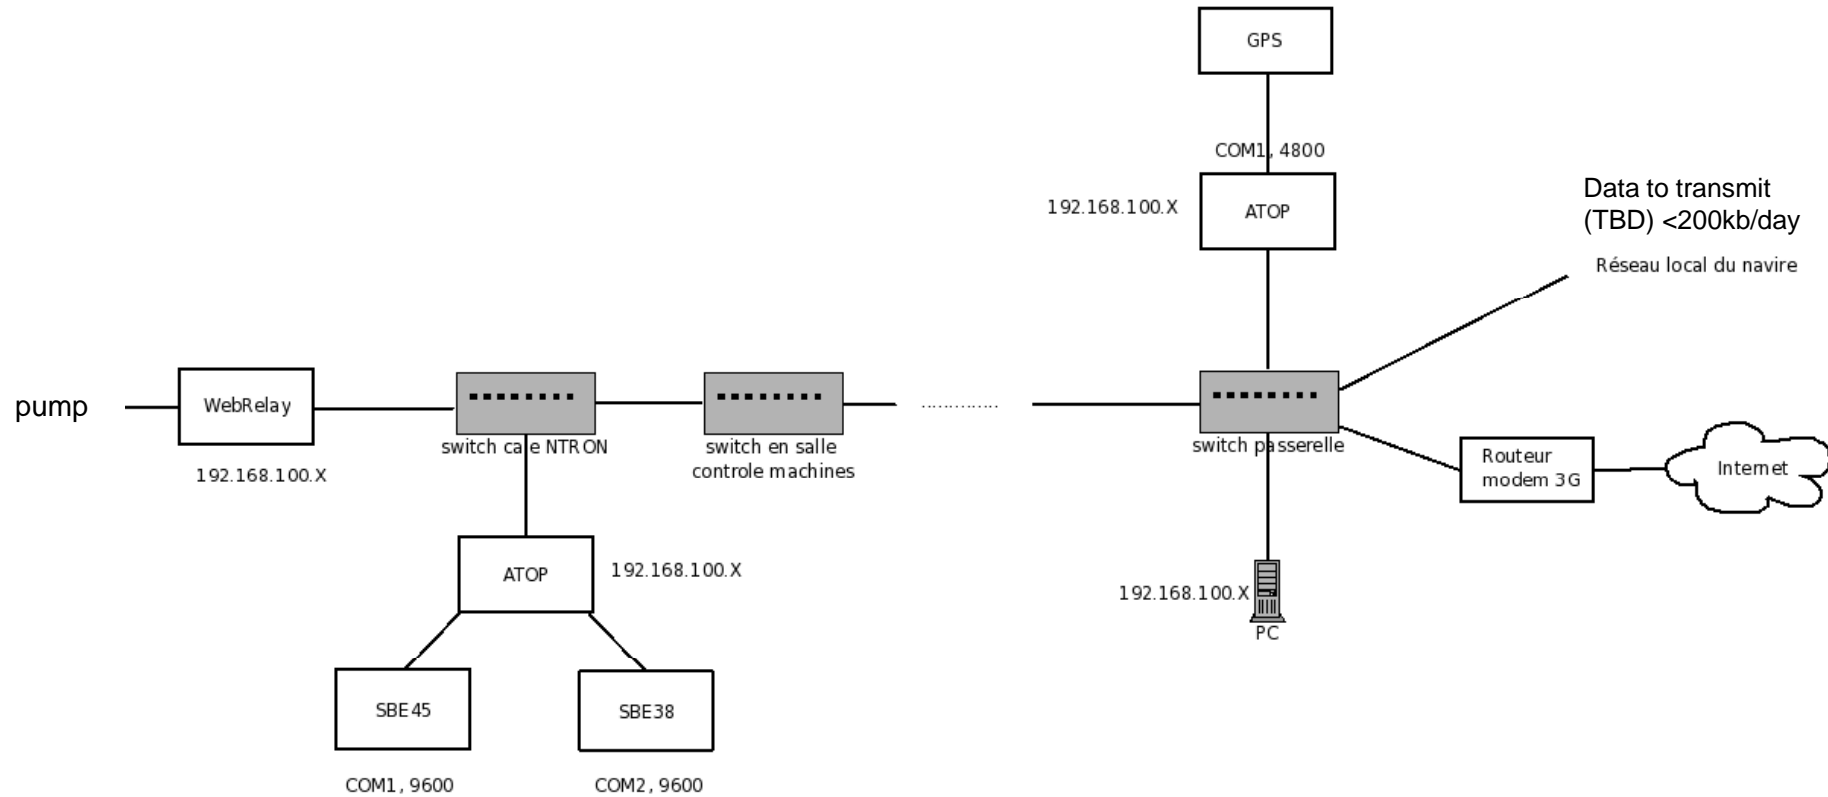 GPS
COM1, 4800
192.168.100.X
ATOP
Data to transmit
(TBD) <200kb/day
Réseau local du navire
pump
WebRelay
192.168.100.X
switch cale NTRON
switch en salle
controle machines
.............
switch passerelle
Routeur
modem 3G
Internet
ATOP
192.168.100.X
192.168.100.X
PC
SBE45
SBE38
COM1, 9600
COM2, 9600